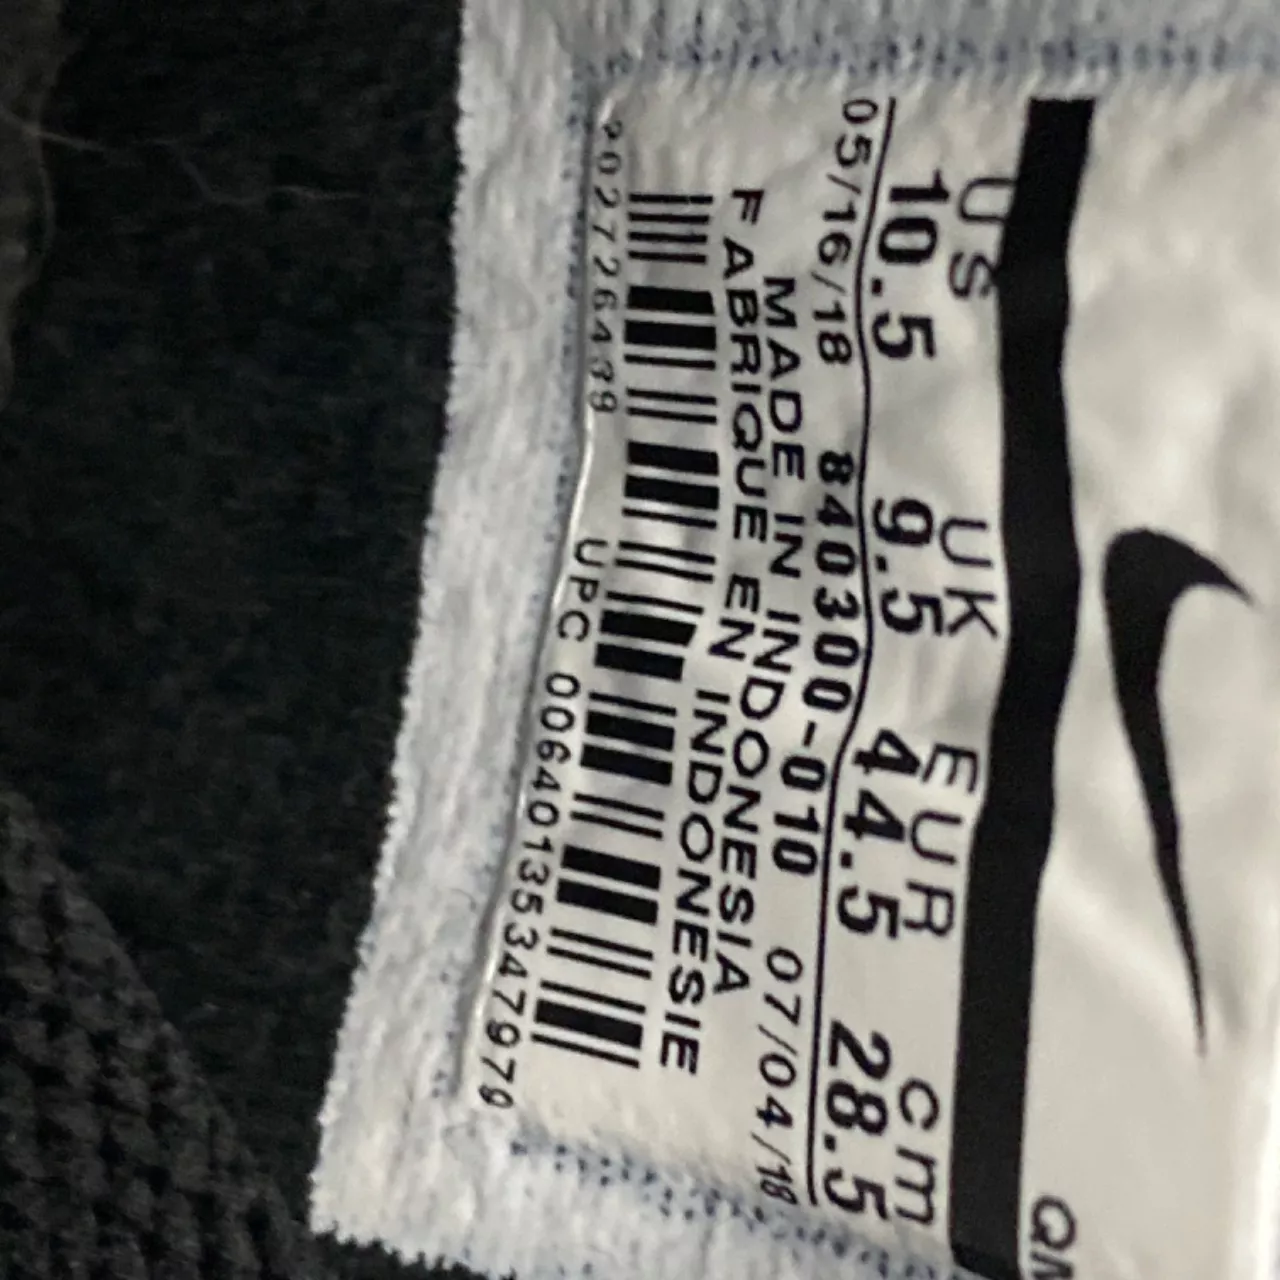 QM
US UK EUR cm
10.5 9.5 44.5 28.5
05/16/18 840300-010 07/04/18
MADE IN INDONESIA
FABRIQUE EN INDONESIE
202726439
UPC 00640135347979